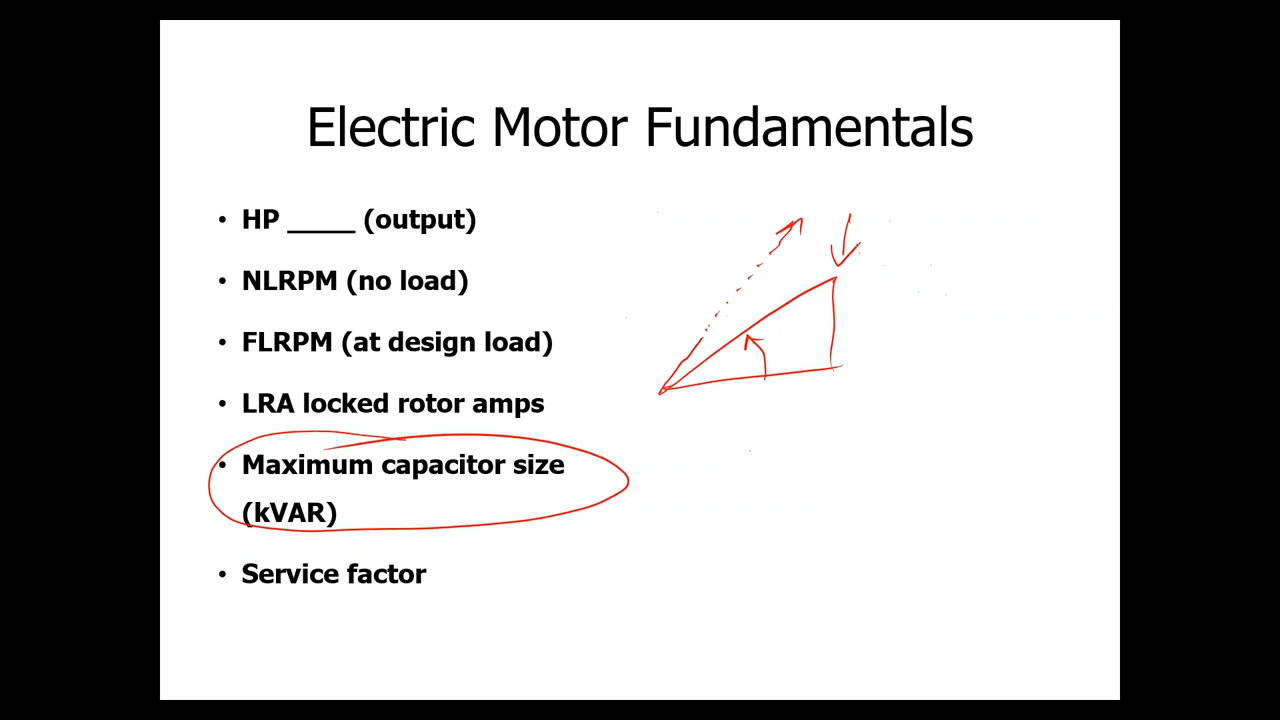 Electric Motor Fundamentals
• HP _____ (output)
• NLRPM (no load)
• FLRPM (at design load)
• LRA locked rotor amps
• Maximum capacitor size
(kVAR)
• Service factor